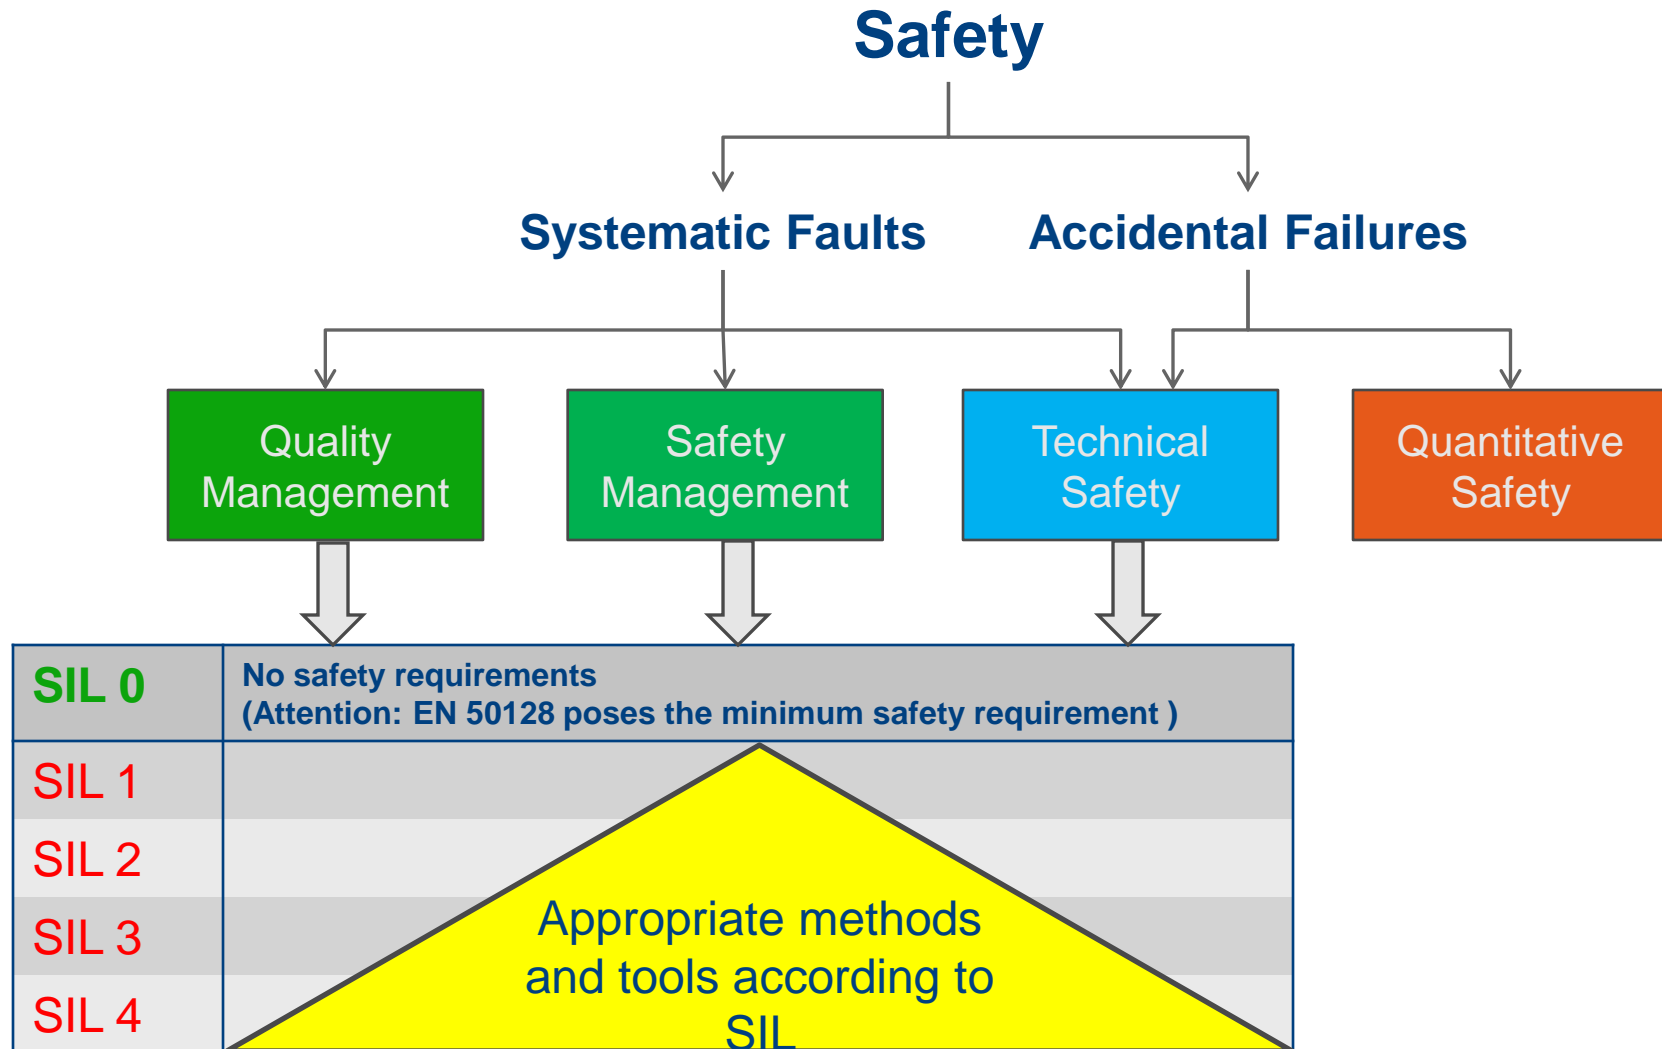 Safety
Systematic Faults
Accidental Failures
Quality
Management
Safety
Management
Technical
Safety
Quantitative
Safety
SIL 0
No safety requirements
(Attention: EN 50128 poses the minimum safety requirement )
SIL 1
SIL 2
SIL 3
SIL 4
Appropriate methods
and tools according to
SIL